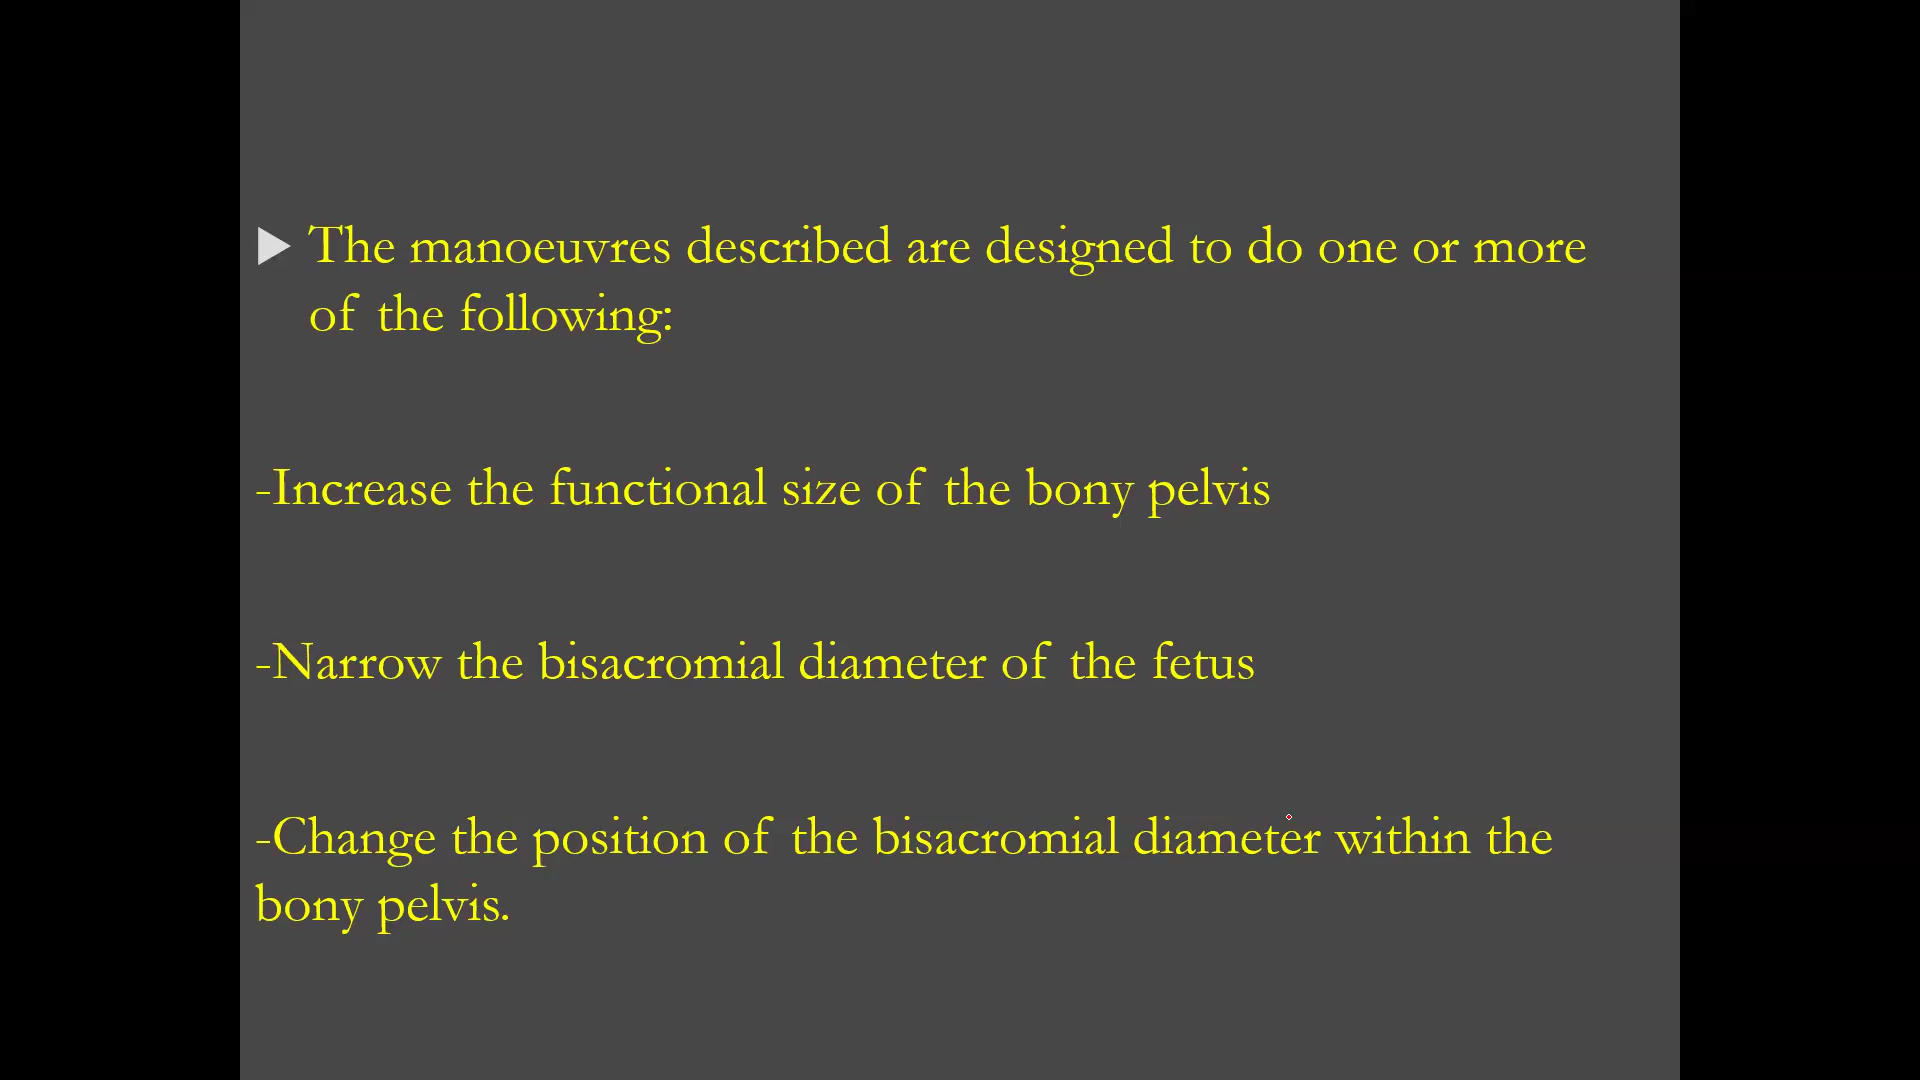 The manoeuvres described are designed to do one or more
of the following:
-Increase the functional size of the bony pelvis
-Narrow the bisacromial diameter of the fetus
-Change the position of the bisacromial diameter within the
bony pelvis.